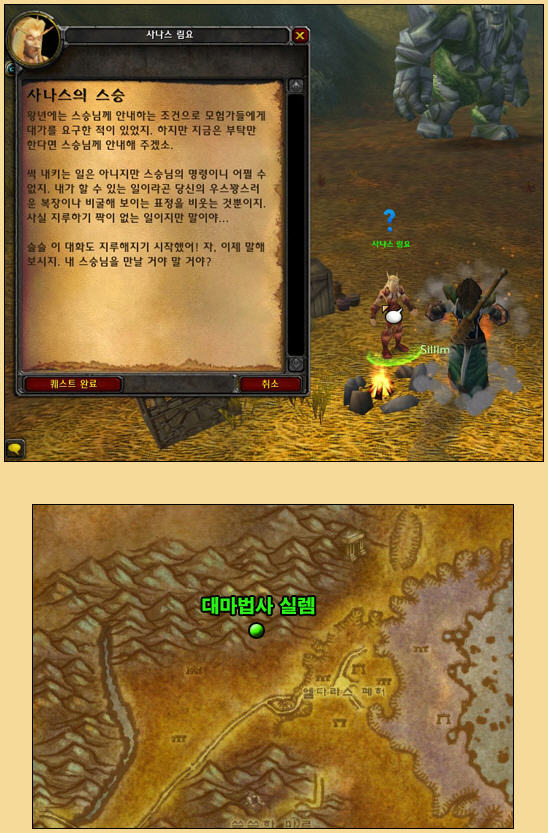 사나스 림요
사나스의 스승
왕년에는 스승님께 안내하는 조건으로 모험가들에게
대가를 요구한 적이 있었지. 하지만 지금은 부탁만
한다면 스승님께 안내해 주겠소.
썩 내키는 일은 아니지만 스승님의 명령이니 어쩔 수
없지. 내가 할 수 있는 일이라곤 당신의 우스꽝스러
운 복장이나 비굴해 보이는 표정을 비웃는 것뿐이지.
사실 지루하기 짝이 없는 일이지만 말이야...
슬슬 이 대화도 지루해지기 시작했어! 자, 이제 말해
보시지. 내 스승님을 만날 거야 말 거야?
퀘스트 완료
취소
사나스 림요
Sillim
대마법사 실렘
엘다라스 폐허